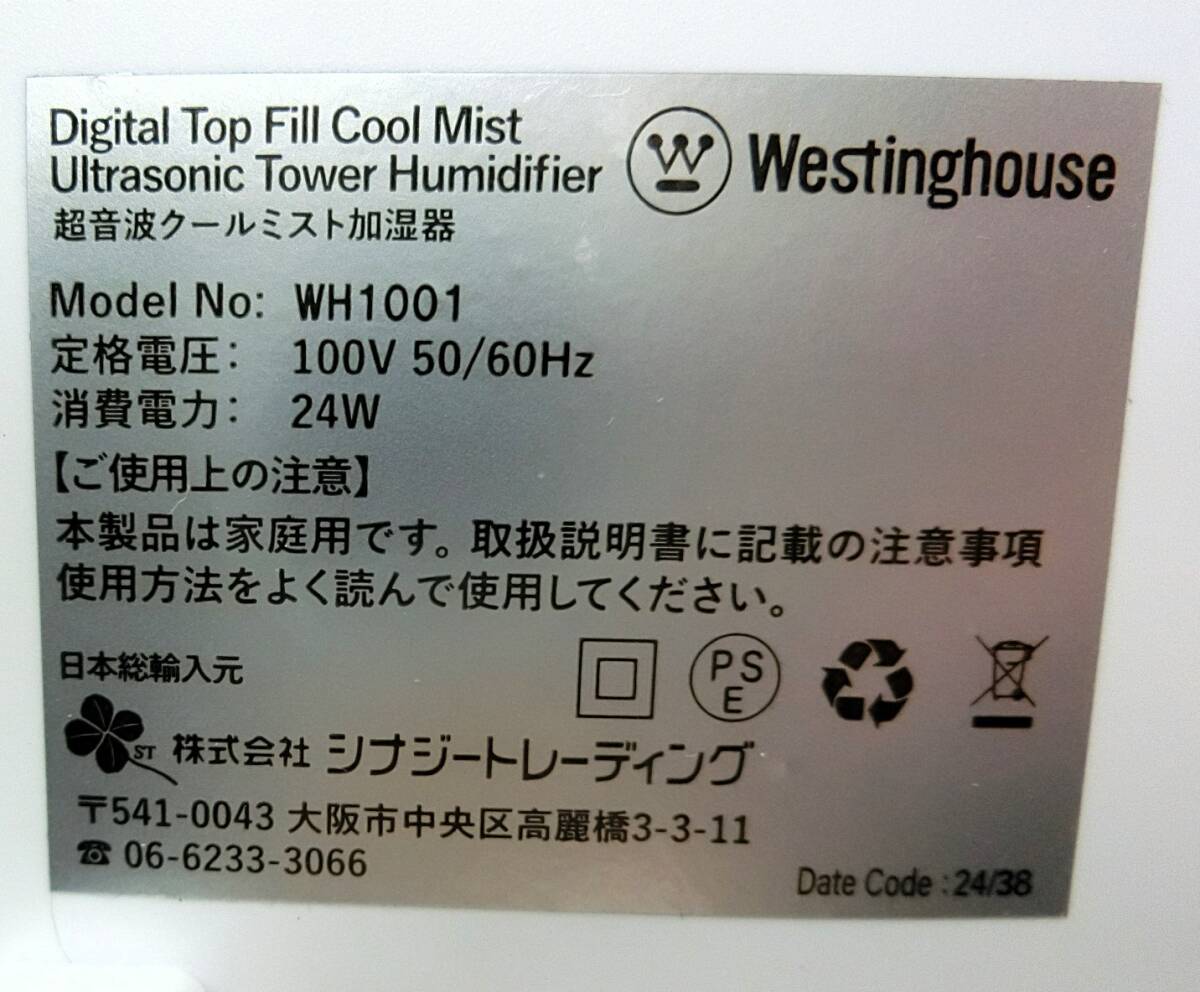 Digital Top Fill Cool Mist
Ultrasonic Tower Humidifier
超音波クールミスト加湿器
W Westinghouse
Model No: WH1001
定格電圧： 100V 50/60Hz
消費電力： 24W
【ご使用上の注意】
本製品は家庭用です。取扱説明書に記載の注意事項
使用方法をよく読んで使用してください。
日本総輸入元
PS
E
ST 株式会社 シナジートレーディング
〒541-0043 大阪市中央区高麗橋3-3-11
☎ 06-6233-3066
Date Code : 24/38